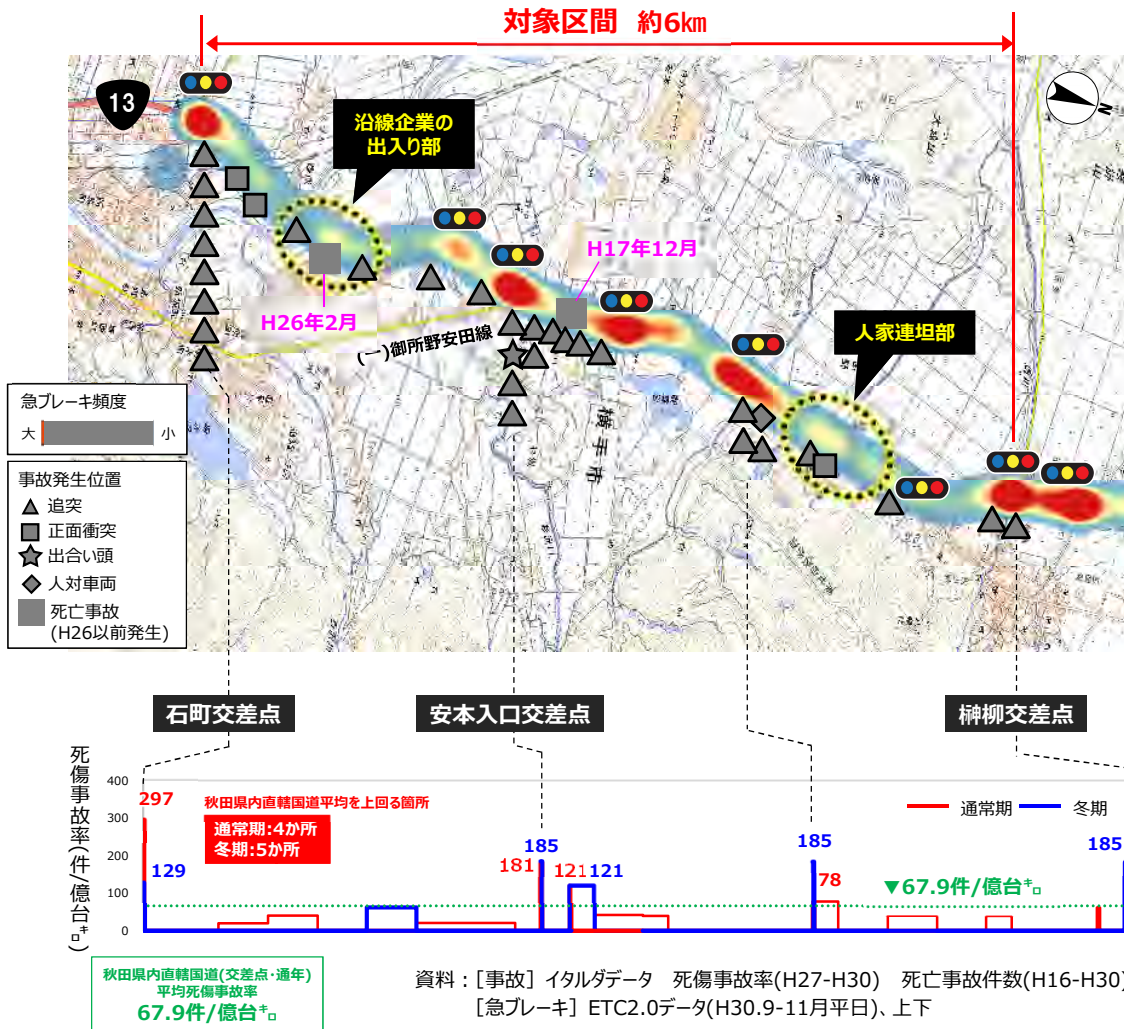 対象区間 約6㎞
13
沿線企業の
出入り部
N
H17年12月
H26年2月
(一)御所野安田線
人家連坦部
横手市
急ブレーキ頻度
大 小
事故発生位置
追突
正面衝突
出合い頭
人対車両
死亡事故
(H26以前発生)
石町交差点
安本入口交差点
榊柳交差点
死傷事故率(件/億台㌔)
400
300
200
100
0
297
129
秋田県内直轄国道平均を上回る箇所
通常期:4か所
冬期:5か所
通常期 冬期
181
185
121
121
185
78
185
▼67.9件/億台㌔
秋田県内直轄国道(交差点・通年)
平均死傷事故率
67.9件/億台㌔
資料：[事故] イタルダデータ 死傷事故率(H27-H30) 死亡事故件数(H16-H30)
[急ブレーキ] ETC2.0データ(H30.9-11月平日)、上下